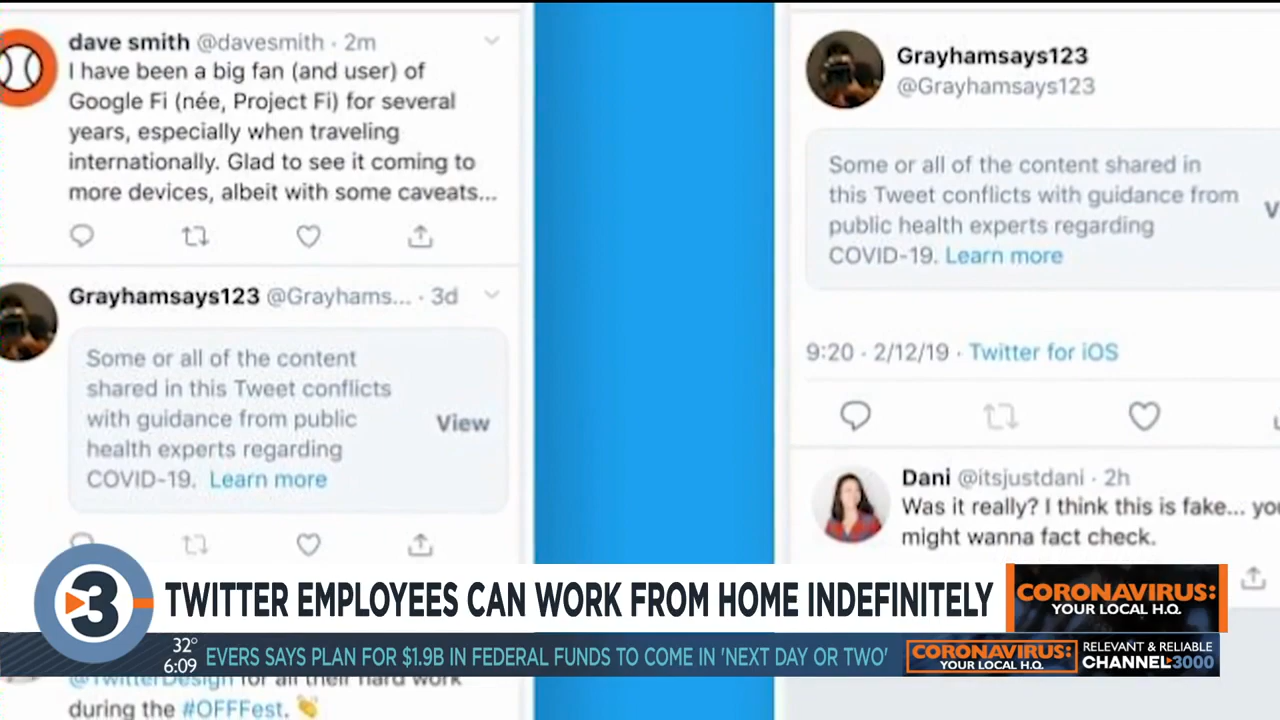 dave smith @davesmith · 2m
I have been a big fan (and user) of
Google Fi (née, Project Fi) for several
years, especially when traveling
internationally. Glad to see it coming to
more devices, albeit with some caveats...
Grayhamsays123 @Grayhams... · 3d
Some or all of the content
shared in this Tweet conflicts
with guidance from public
health experts regarding
COVID-19. Learn more
View
Grayhamsays123
@Grayhamsays123
Some or all of the content shared in
this Tweet conflicts with guidance from
public health experts regarding
COVID-19. Learn more
9:20 · 2/12/19 · Twitter for iOS
Dani @itsjustdani · 2h
Was it really? I think this is fake... you
might wanna fact check.
3
TWITTER EMPLOYEES CAN WORK FROM HOME INDEFINITELY
CORONAVIRUS:
YOUR LOCAL H.Q.
32°
6:09
EVERS SAYS PLAN FOR $1.9B IN FEDERAL FUNDS TO COME IN 'NEXT DAY OR TWO'
CORONAVIRUS:
YOUR LOCAL H.Q.
RELEVANT & RELIABLE
CHANNEL3000
@TwitterDesign for all their hard work
during the #OFFFest. 👏